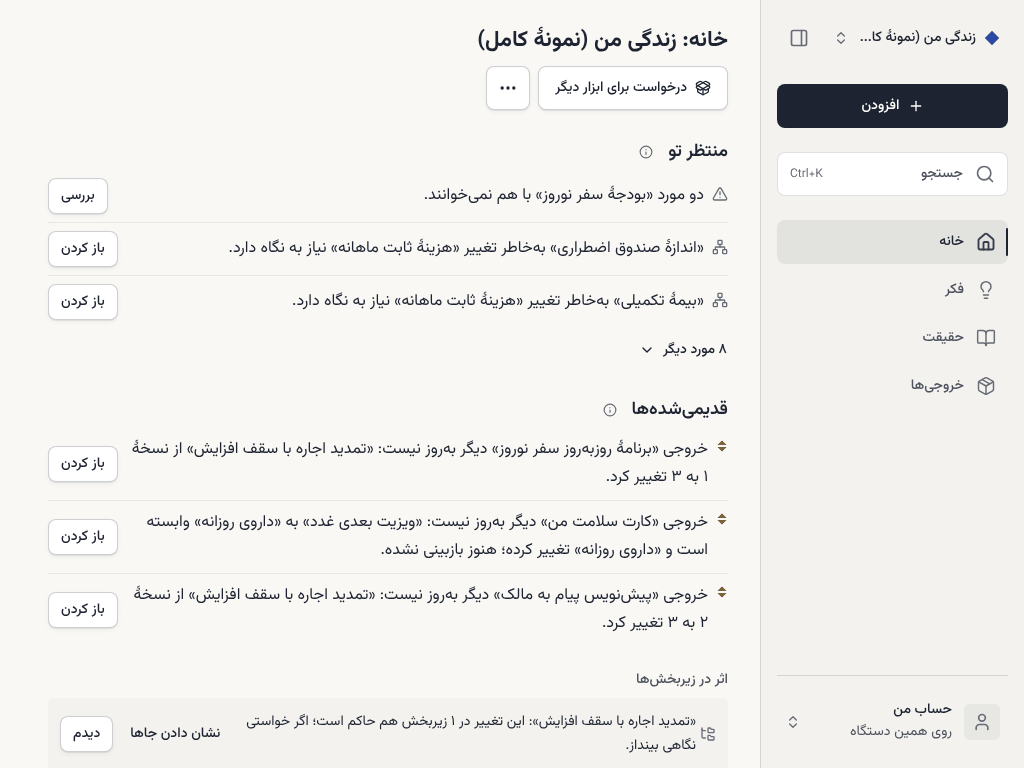 زندگی من (نمونهٔ کا...
افزودن
جستجو
Ctrl+K
خانه
فکر
حقیقت
خروجی‌ها
حساب من
روی همین دستگاه
خانه: زندگی من (نمونهٔ کامل)
درخواست برای ابزار دیگر
منتظر تو
دو مورد «بودجهٔ سفر نوروز» با هم نمی‌خوانند.
بررسی
«اندازهٔ صندوق اضطراری» به‌خاطر تغییر «هزینهٔ ثابت ماهانه» نیاز به نگاه دارد.
باز کردن
«بیمهٔ تکمیلی» به‌خاطر تغییر «هزینهٔ ثابت ماهانه» نیاز به نگاه دارد.
باز کردن
۸ مورد دیگر
قدیمی‌شده‌ها
خروجی «برنامهٔ روزبه‌روز سفر نوروز» دیگر به‌روز نیست: «تمدید اجاره با سقف افزایش» از نسخهٔ
۱ به ۳ تغییر کرد.
باز کردن
خروجی «کارت سلامت من» دیگر به‌روز نیست: «ویزیت بعدی غدد» به «داروی روزانه» وابسته
است و «داروی روزانه» تغییر کرده؛ هنوز بازبینی نشده.
باز کردن
خروجی «پیش‌نویس پیام به مالک» دیگر به‌روز نیست: «تمدید اجاره با سقف افزایش» از نسخهٔ
۲ به ۳ تغییر کرد.
باز کردن
اثر در زیربخش‌ها
«تمدید اجاره با سقف افزایش»: این تغییر در ۱ زیربخش هم حاکم است؛ اگر خواستی
نگاهی بینداز.
نشان دادن جاها
دیدم